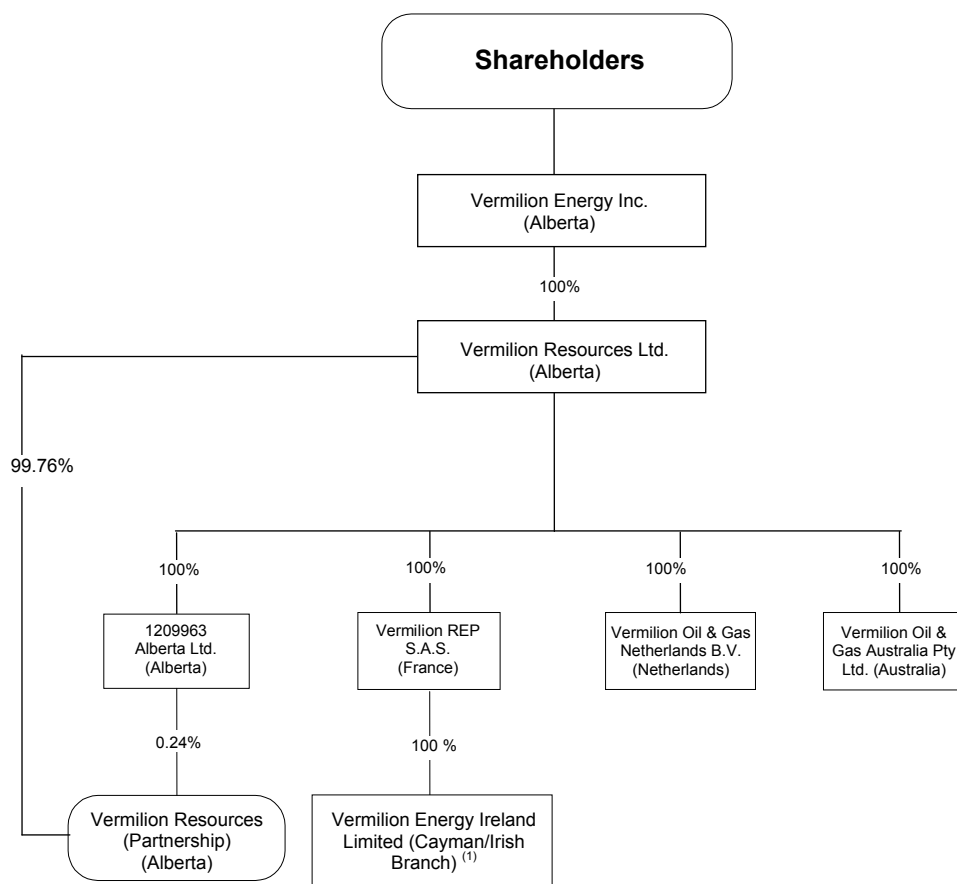 Shareholders
Vermilion Energy Inc.
(Alberta)
100%
Vermilion Resources Ltd.
(Alberta)
99.76%
100%
100%
100%
100%
1209963
Alberta Ltd.
(Alberta)
Vermilion REP
S.A.S.
(France)
Vermilion Oil & Gas
Netherlands B.V.
(Netherlands)
Vermilion Oil &
Gas Australia Pty
Ltd. (Australia)
0.24%
100 %
Vermilion Resources
(Partnership)
(Alberta)
Vermilion Energy Ireland
Limited (Cayman/Irish
Branch) (1)